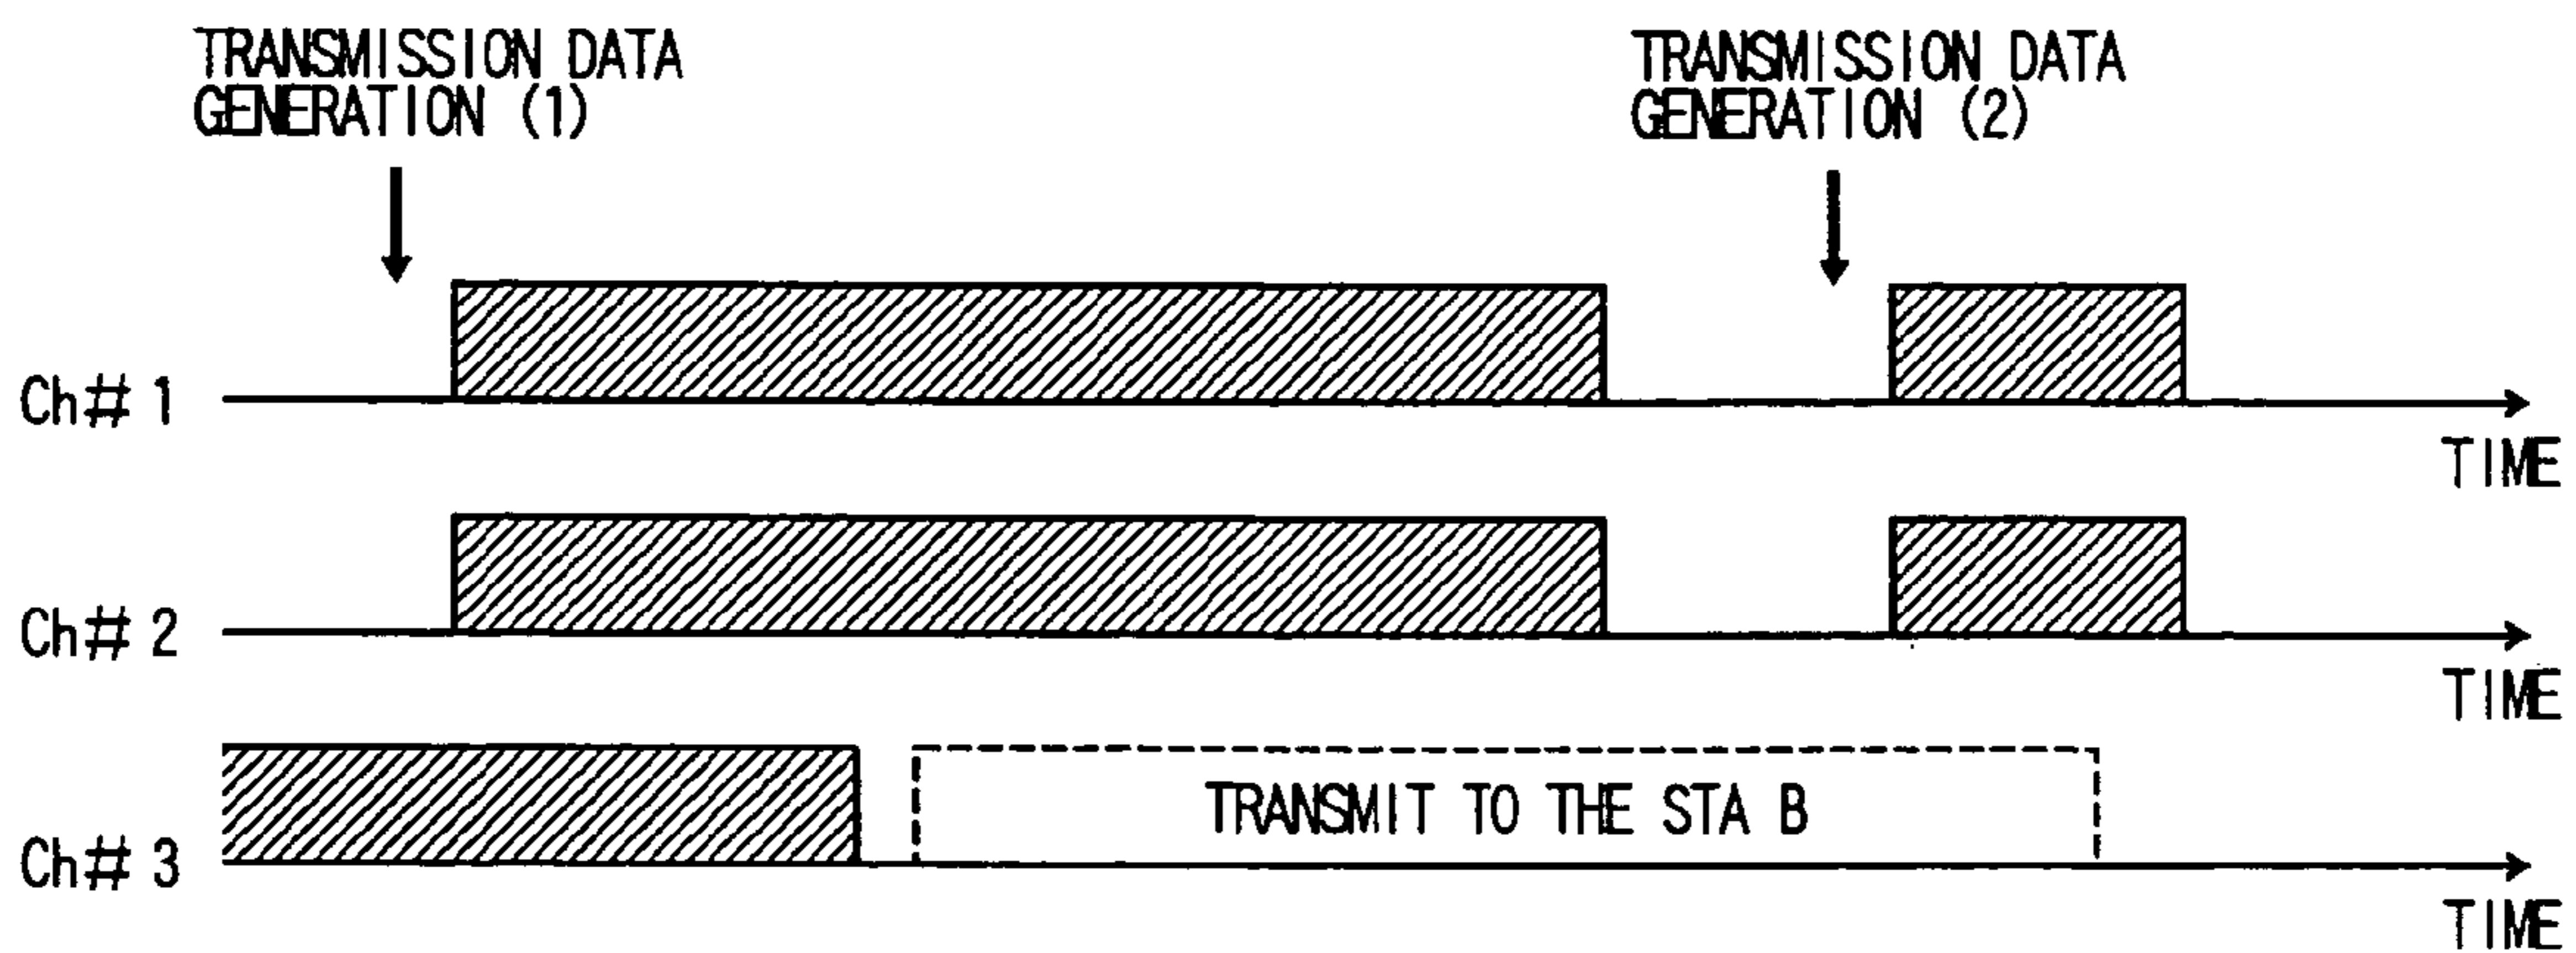 TRANSMISSION DATA
GENERATION (1)
TRANSMISSION DATA
GENERATION (2)
Ch# 1
TIME
Ch# 2
TIME
TRANSMIT TO THE STA B
Ch# 3
TIME